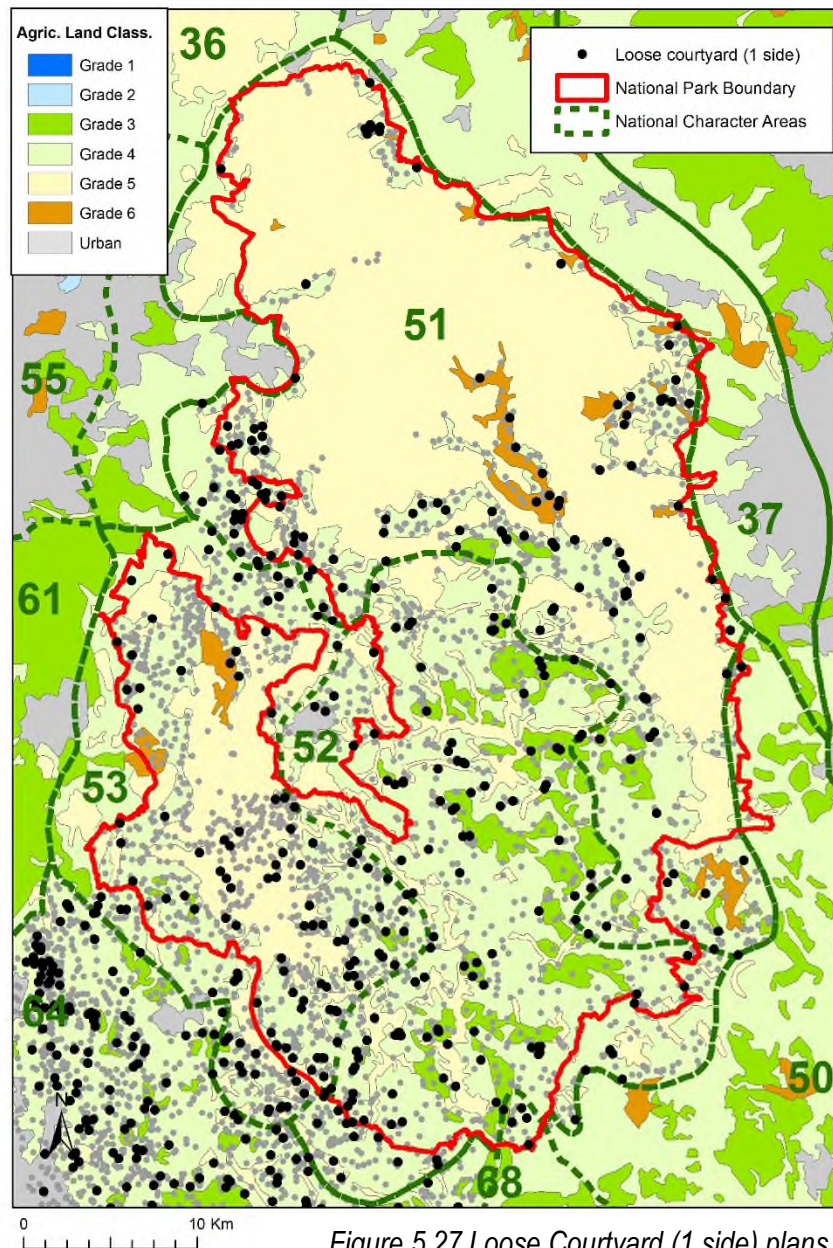 Agric. Land Class.
Grade 1
Grade 2
Grade 3
Grade 4
Grade 5
Grade 6
Urban
Loose courtyard (1 side)
National Park Boundary
National Character Areas
36
51
55
37
61
52
53
64
50
68
N
0 10 Km
Figure 5.27 Loose Courtyard (1 side) plans